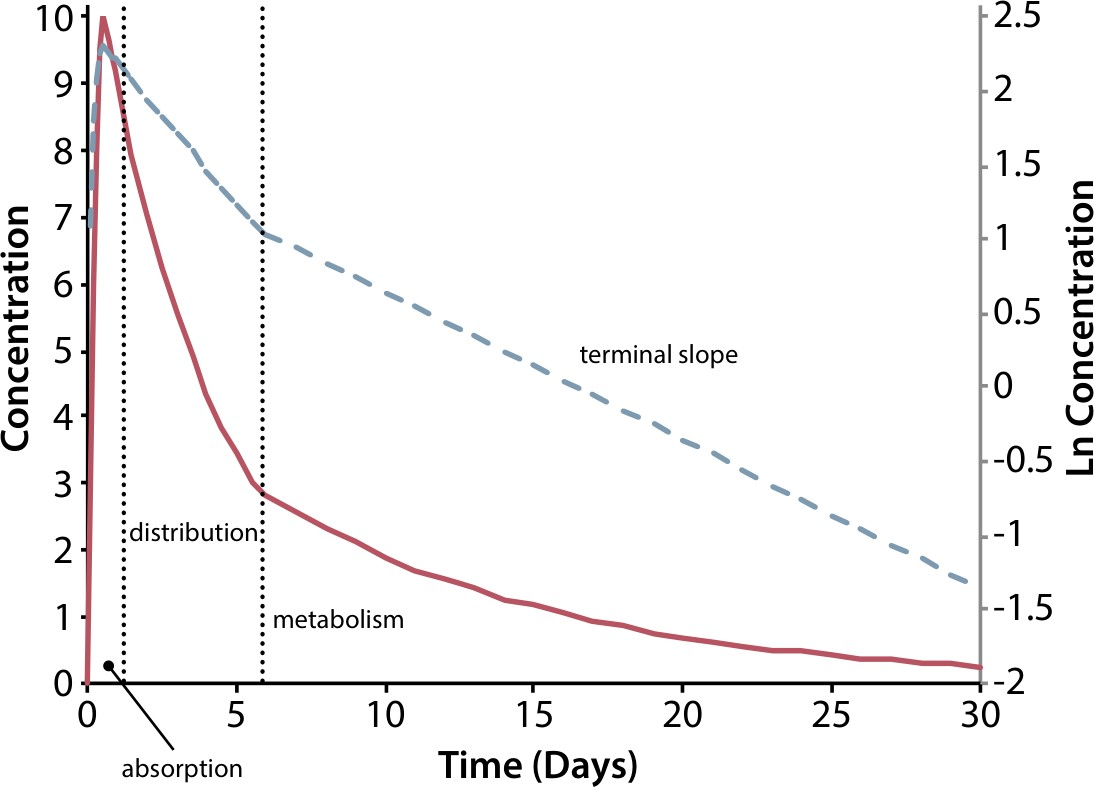 10
9
8
7
6
5
4
3
2
1
0
Concentration
2.5
2
1.5
1
0.5
0
-0.5
-1
-1.5
-2
Ln Concentration
terminal slope
distribution
metabolism
absorption
0 5 10 15 20 25 30
Time (Days)